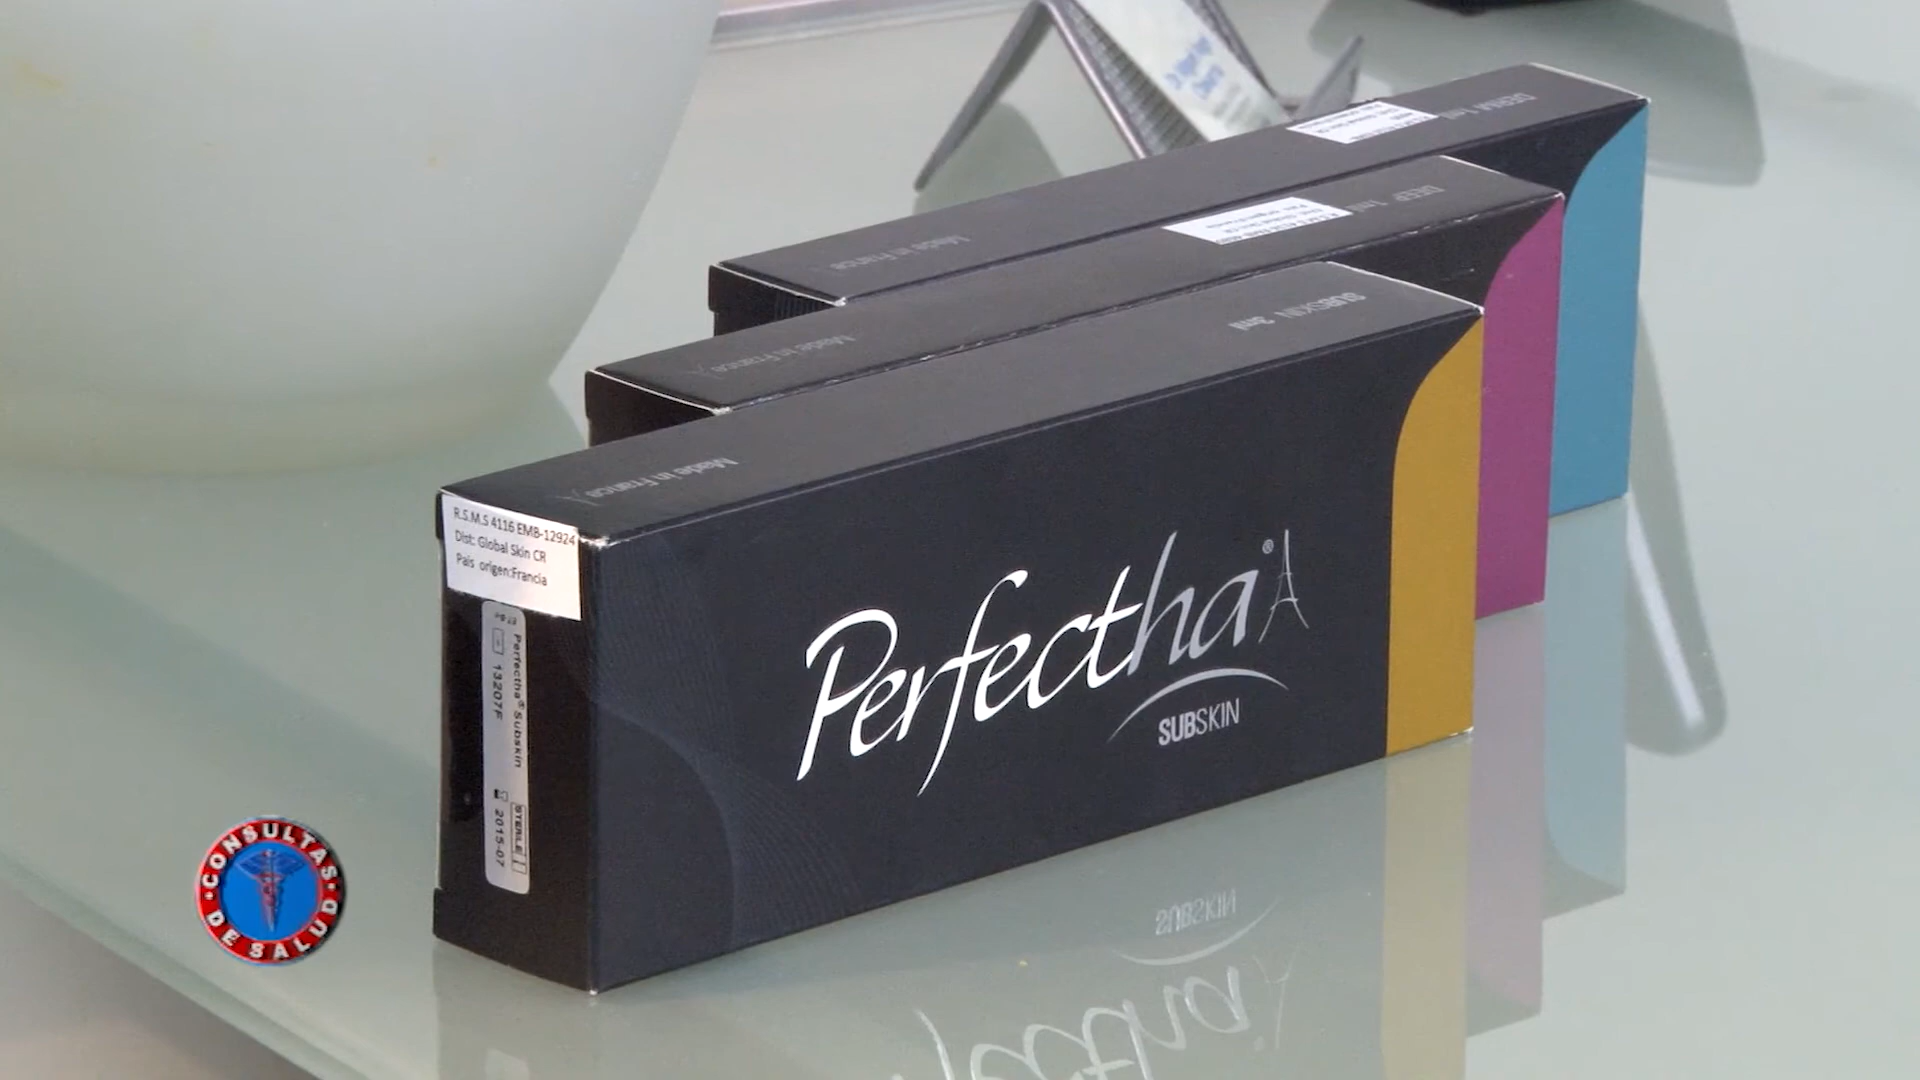 DERM 1ml
Made in France
DEEP 1ml
Made in France
SUBSKIN 3ml
Made in France
R.S.M.S 4116 EMB-12924
Dist: Global Skin CR
Pais origen:Francia
Perfectha® Subskin
13207F
STERILE
2015-07
Perfectha®
SUBSKIN
CONSULTAS
DE SALUD